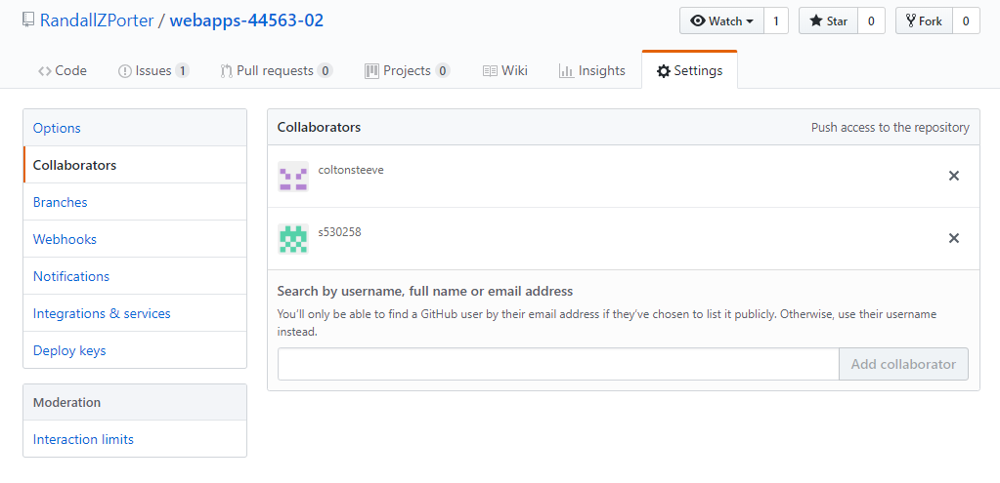 RandallZPorter / webapps-44563-02
Watch 1 Star 0 Fork 0
Code Issues 1 Pull requests 0 Projects 0 Wiki Insights Settings
Options
Collaborators
Branches
Webhooks
Notifications
Integrations & services
Deploy keys
Moderation
Interaction limits
Collaborators Push access to the repository
coltonsteeve
s530258
Search by username, full name or email address
You'll only be able to find a GitHub user by their email address if they've chosen to list it publicly. Otherwise, use their username
instead.
Add collaborator